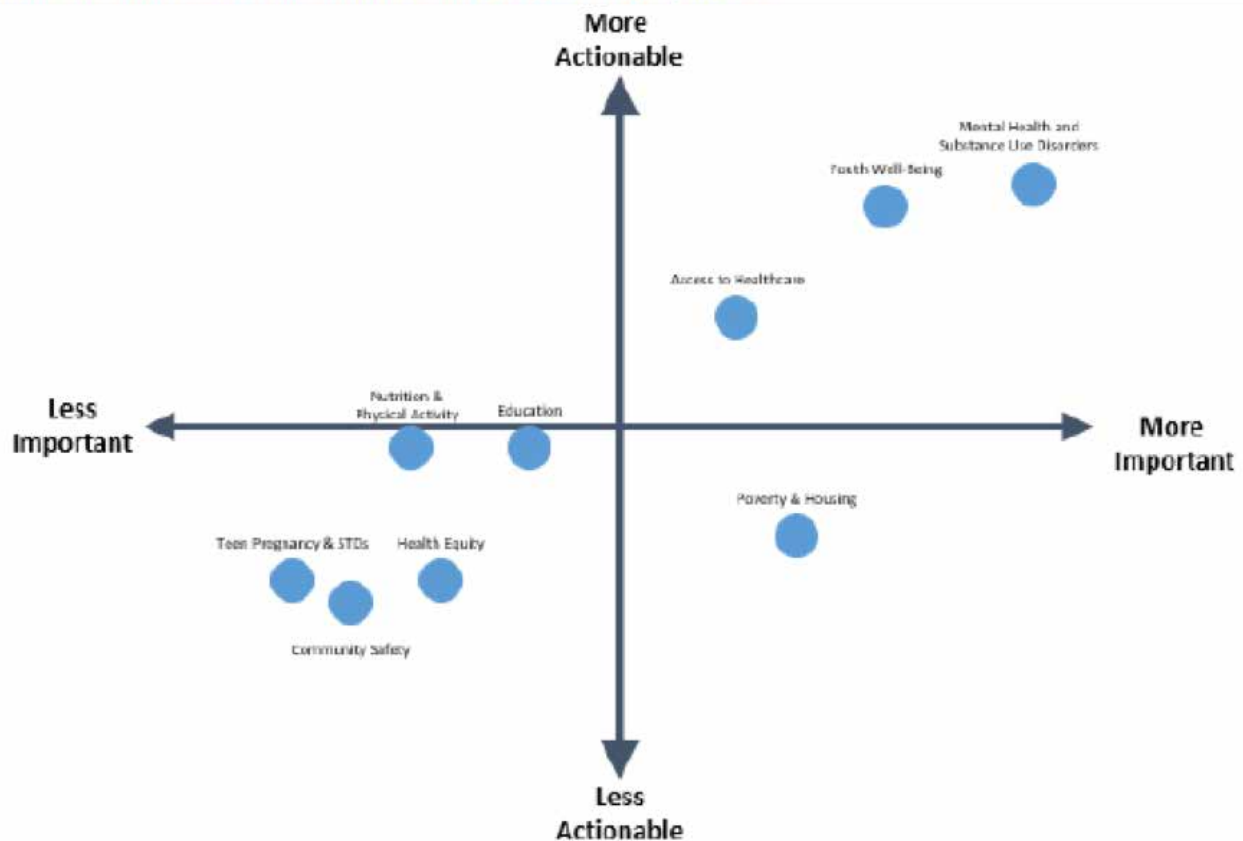 More
Actionable
Mental Health and
Substance Use Disorders
Youth Well-Being
Access to Healthcare
Nutrition &
Physical Activity
Education
Less
Important
More
Important
Poverty & Housing
Teen Pregnancy & STDs
Health Equity
Community Safety
Less
Actionable